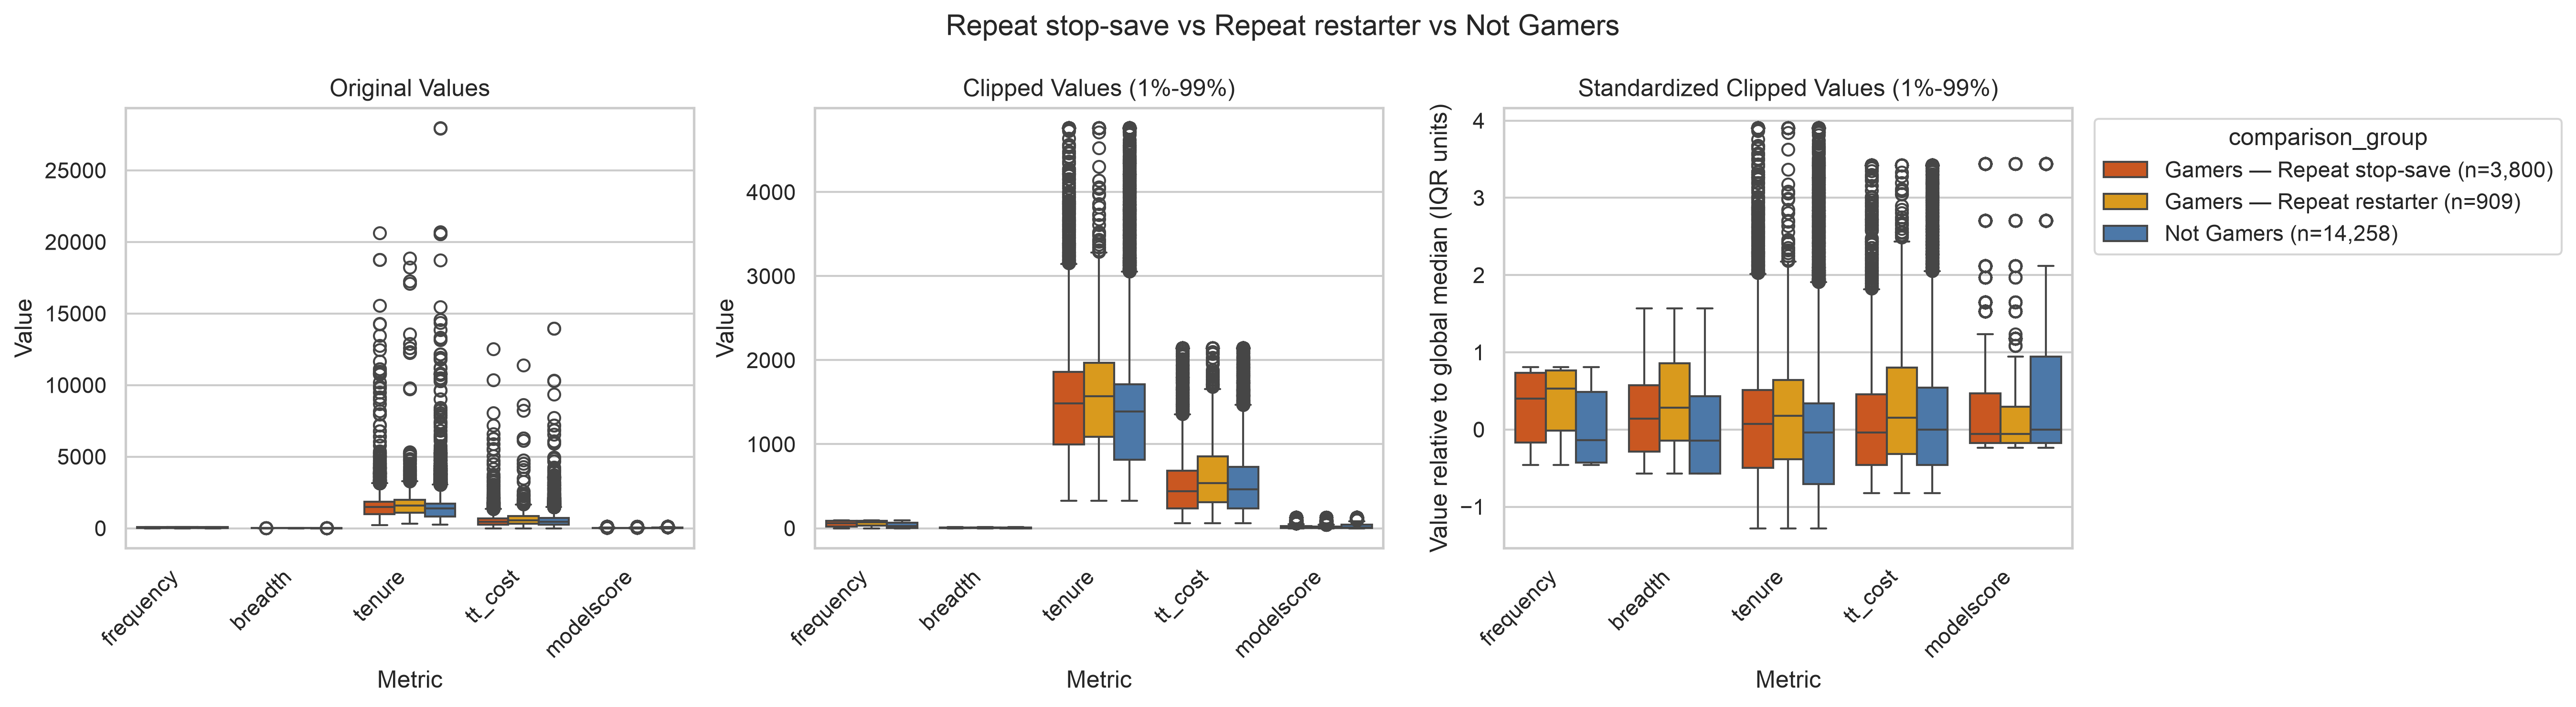 Repeat stop-save vs Repeat restarter vs Not Gamers
Original Values
Value
25000
20000
15000
10000
5000
0
frequency
breadth
tenure
tt_cost
modelscore
Metric
Clipped Values (1%-99%)
Value
4000
3000
2000
1000
0
frequency
breadth
tenure
tt_cost
modelscore
Metric
Standardized Clipped Values (1%-99%)
Value relative to global median (IQR units)
4
3
2
1
0
−1
frequency
breadth
tenure
tt_cost
modelscore
Metric
comparison_group
Gamers — Repeat stop-save (n=3,800)
Gamers — Repeat restarter (n=909)
Not Gamers (n=14,258)